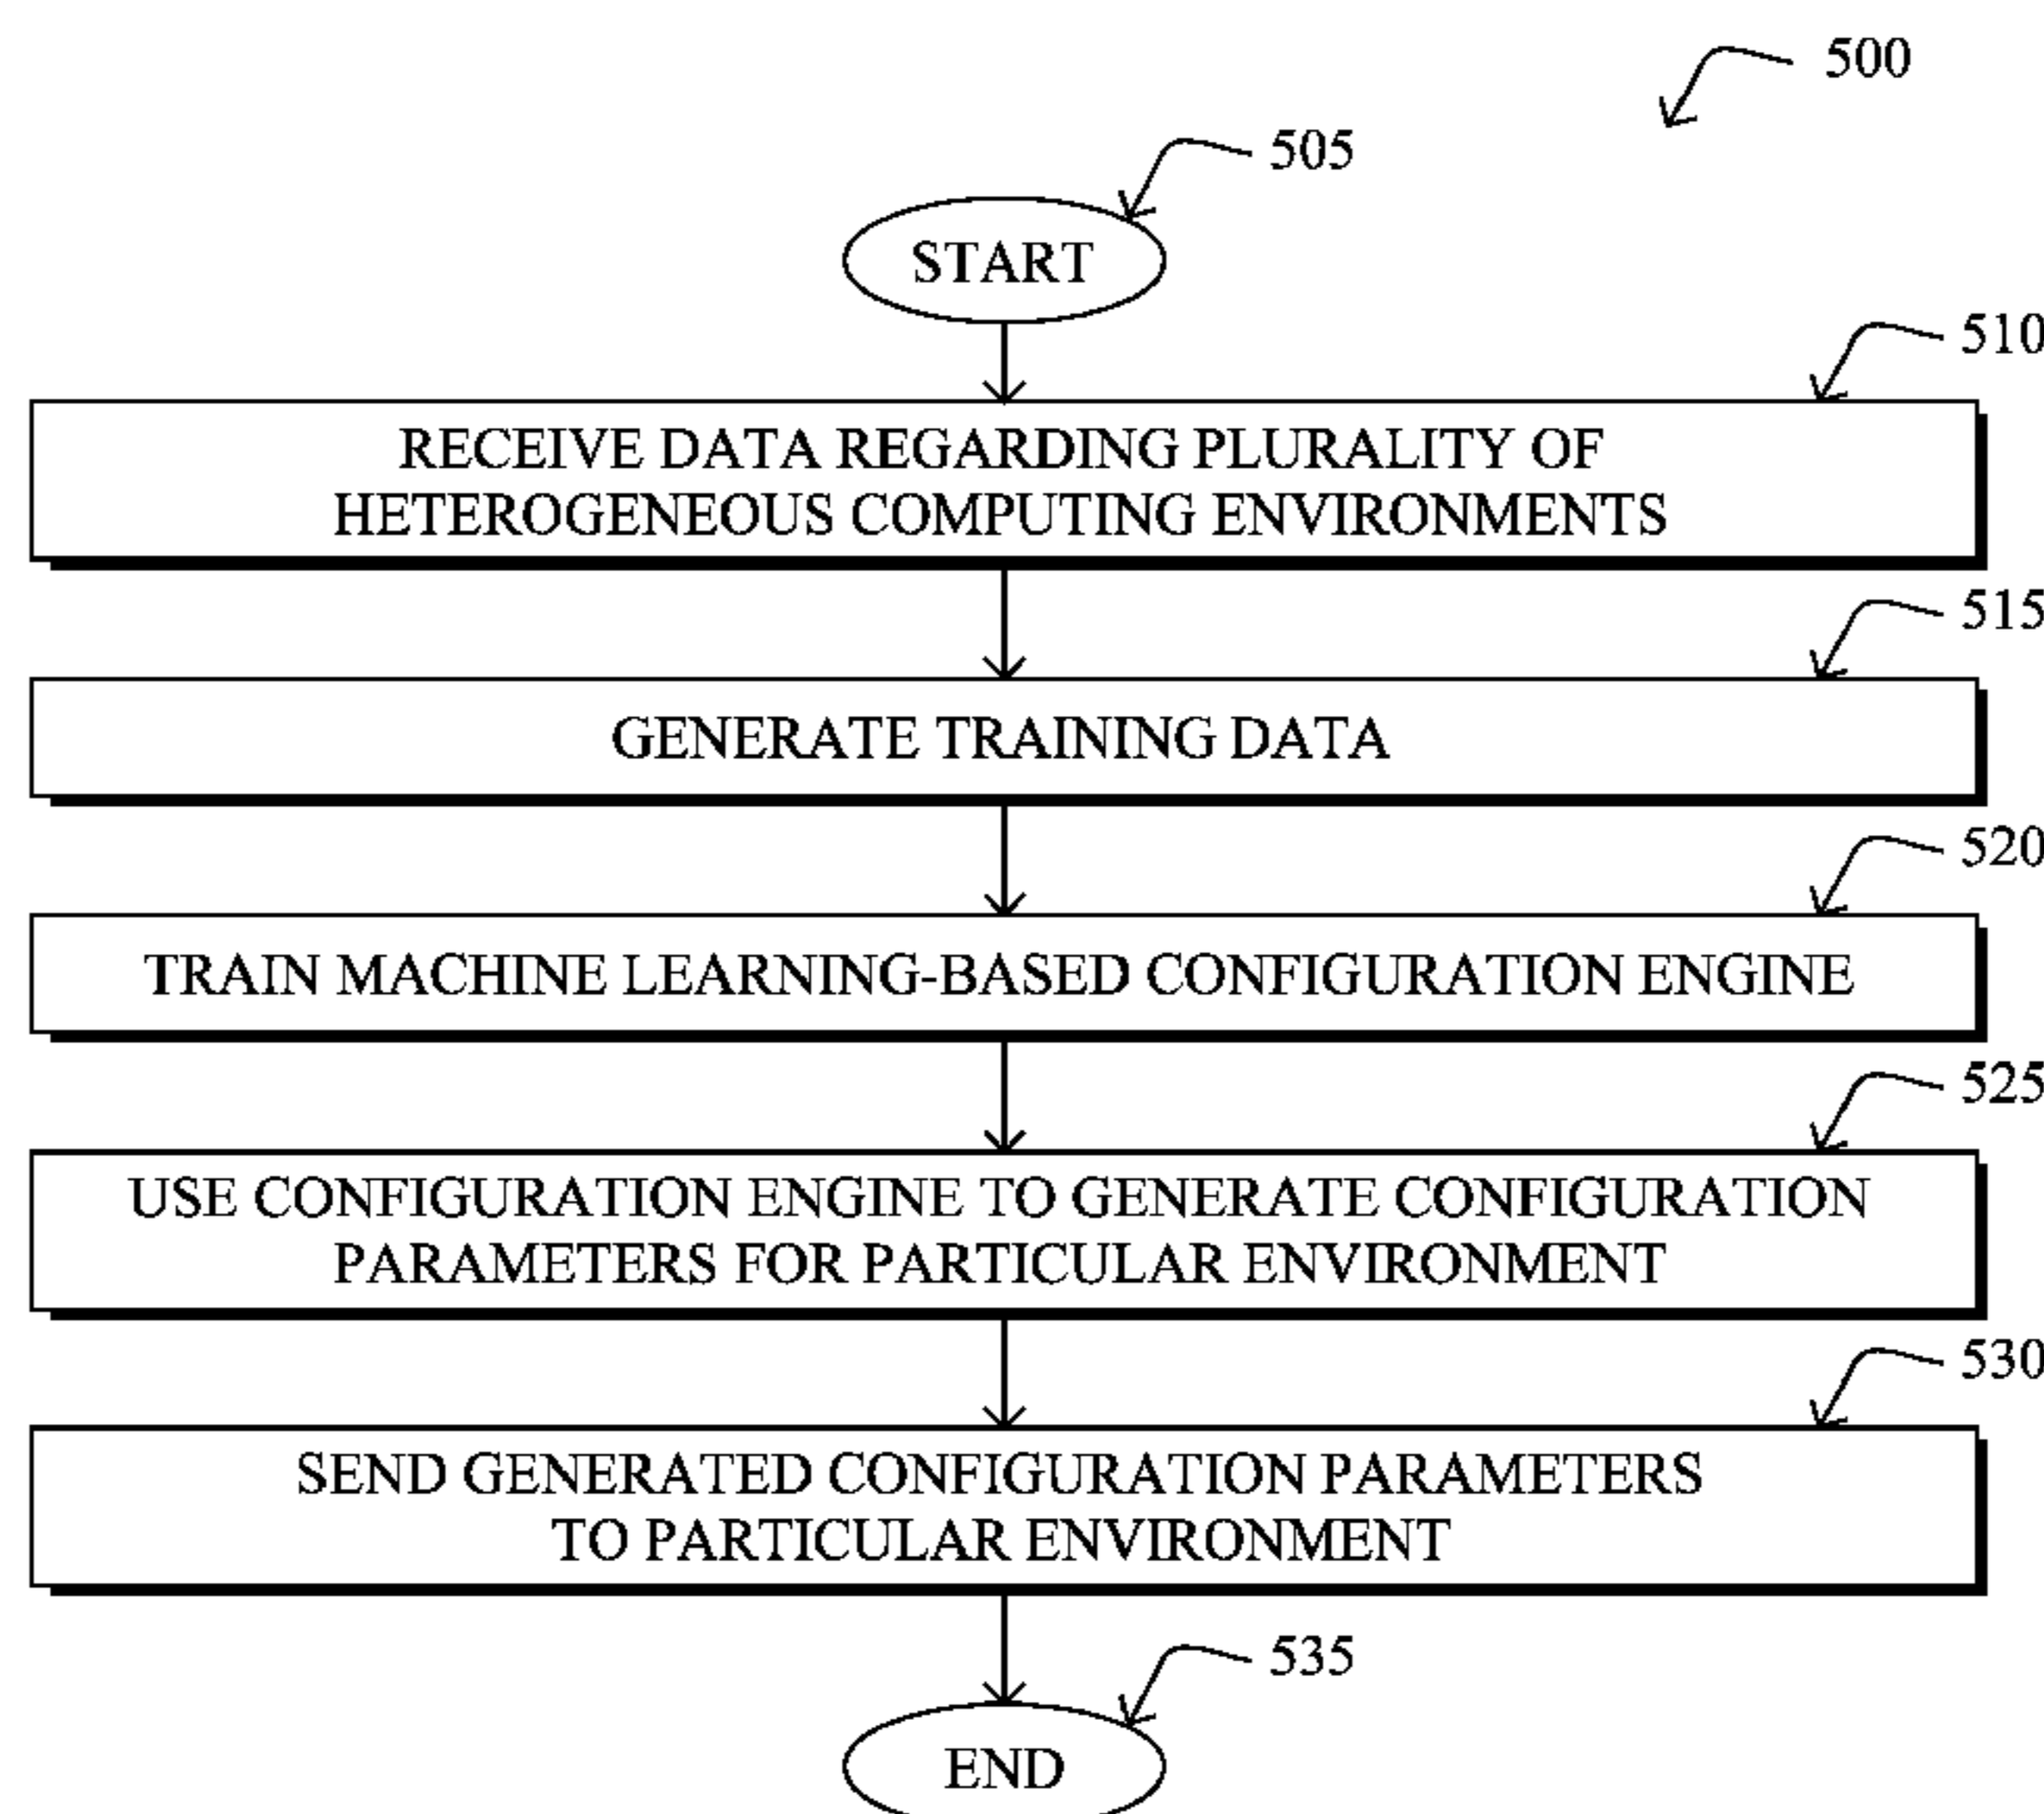 500
505
START
510
RECEIVE DATA REGARDING PLURALITY OF
HETEROGENEOUS COMPUTING ENVIRONMENTS
515
GENERATE TRAINING DATA
520
TRAIN MACHINE LEARNING-BASED CONFIGURATION ENGINE
525
USE CONFIGURATION ENGINE TO GENERATE CONFIGURATION
PARAMETERS FOR PARTICULAR ENVIRONMENT
530
SEND GENERATED CONFIGURATION PARAMETERS
TO PARTICULAR ENVIRONMENT
535
END